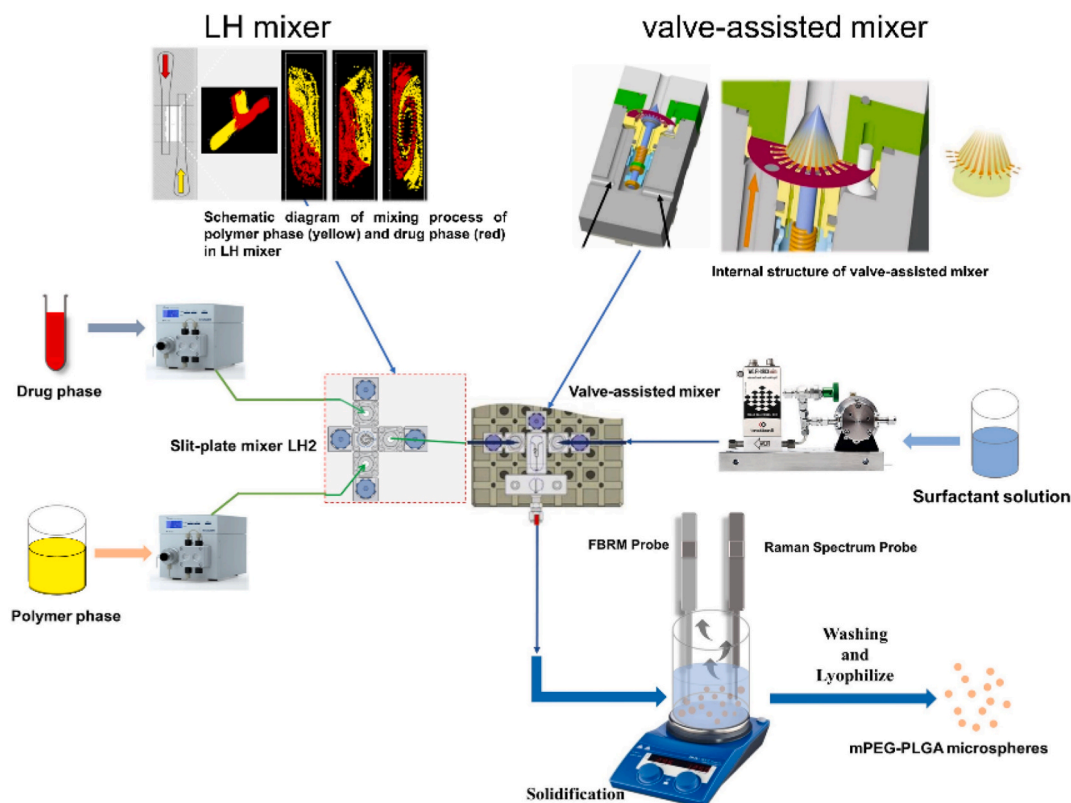 LH mixer
valve-assisted mixer
Schematic diagram of mixing process of
polymer phase (yellow) and drug phase (red)
in LH mixer
Internal structure of valve-assisted mixer
Drug phase
Valve-assisted mixer
Slit-plate mixer LH2
Surfactant solution
FBRM Probe
Raman Spectrum Probe
Polymer phase
Washing
and
Lyophilize
mPEG-PLGA microspheres
Solidification